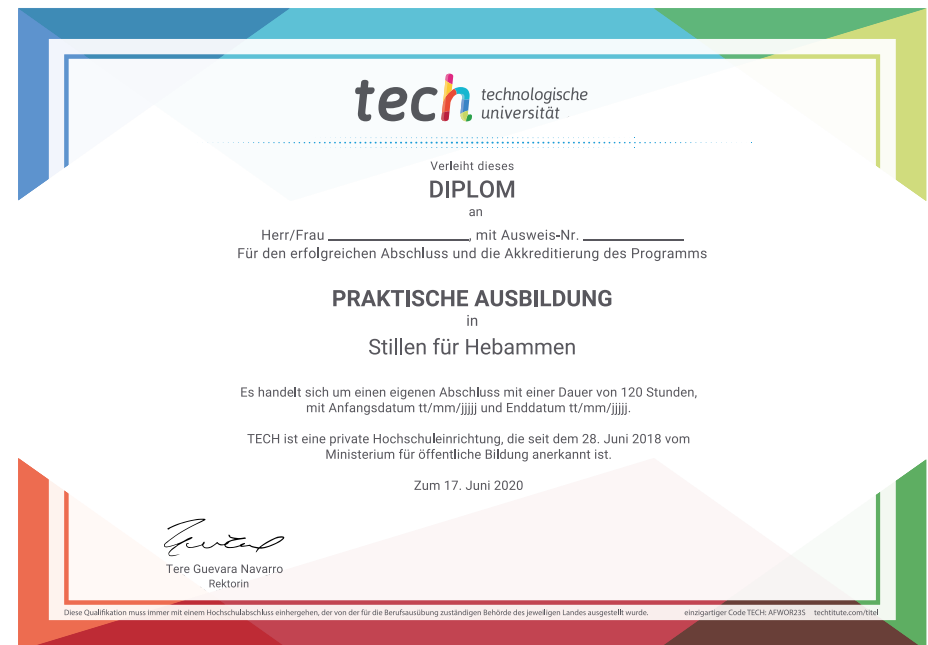 tech technologische
universität
Verleiht dieses
DIPLOM
an
Herr/Frau ____________________, mit Ausweis-Nr. ______________
Für den erfolgreichen Abschluss und die Akkreditierung des Programms
PRAKTISCHE AUSBILDUNG
in
Stillen für Hebammen
Es handelt sich um einen eigenen Abschluss mit einer Dauer von 120 Stunden,
mit Anfangsdatum tt/mm/jjjjj und Enddatum tt/mm/jjjjj.
TECH ist eine private Hochschuleinrichtung, die seit dem 28. Juni 2018 vom
Ministerium für öffentliche Bildung anerkannt ist.
Zum 17. Juni 2020
Tere Guevara Navarro
Rektorin
Diese Qualifikation muss immer mit einem Hochschulabschluss einhergehen, der von der für die Berufsausübung zuständigen Behörde des jeweiligen Landes ausgestellt wurde. einzigartiger Code TECH: AFWOR23S techtitute.com/titel